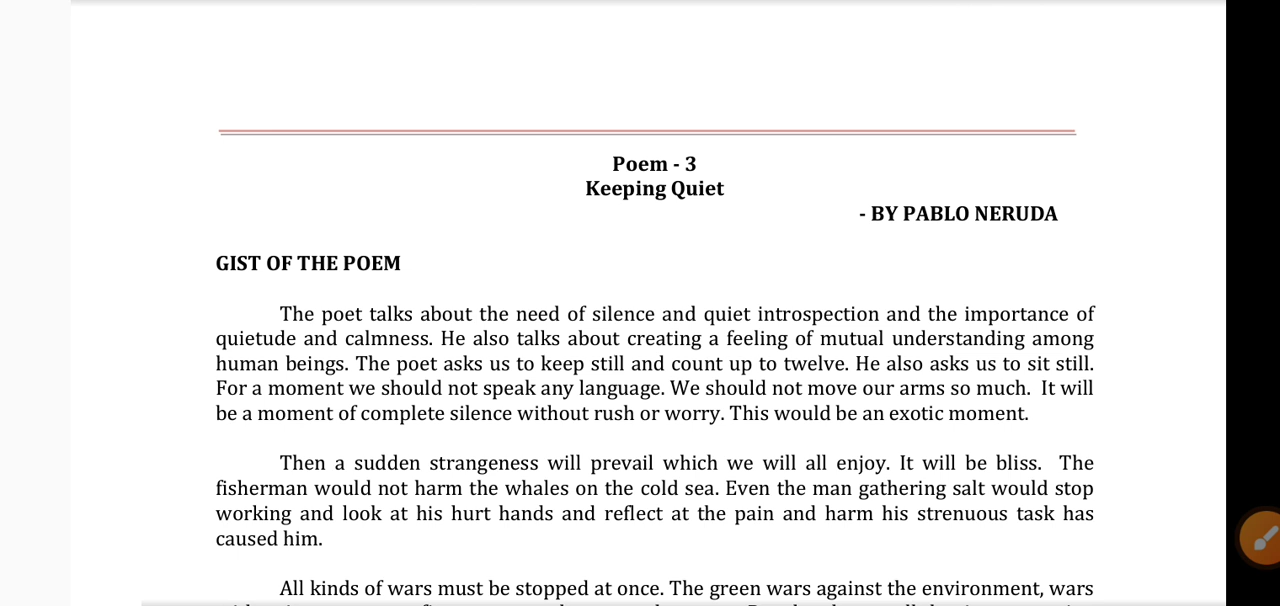 Poem - 3
Keeping Quiet
- BY PABLO NERUDA
GIST OF THE POEM
The poet talks about the need of silence and quiet introspection and the importance of
quietude and calmness. He also talks about creating a feeling of mutual understanding among
human beings. The poet asks us to keep still and count up to twelve. He also asks us to sit still.
For a moment we should not speak any language. We should not move our arms so much. It will
be a moment of complete silence without rush or worry. This would be an exotic moment.
Then a sudden strangeness will prevail which we will all enjoy. It will be bliss. The
fisherman would not harm the whales on the cold sea. Even the man gathering salt would stop
working and look at his hurt hands and reflect at the pain and harm his strenuous task has
caused him.
All kinds of wars must be stopped at once. The green wars against the environment, wars